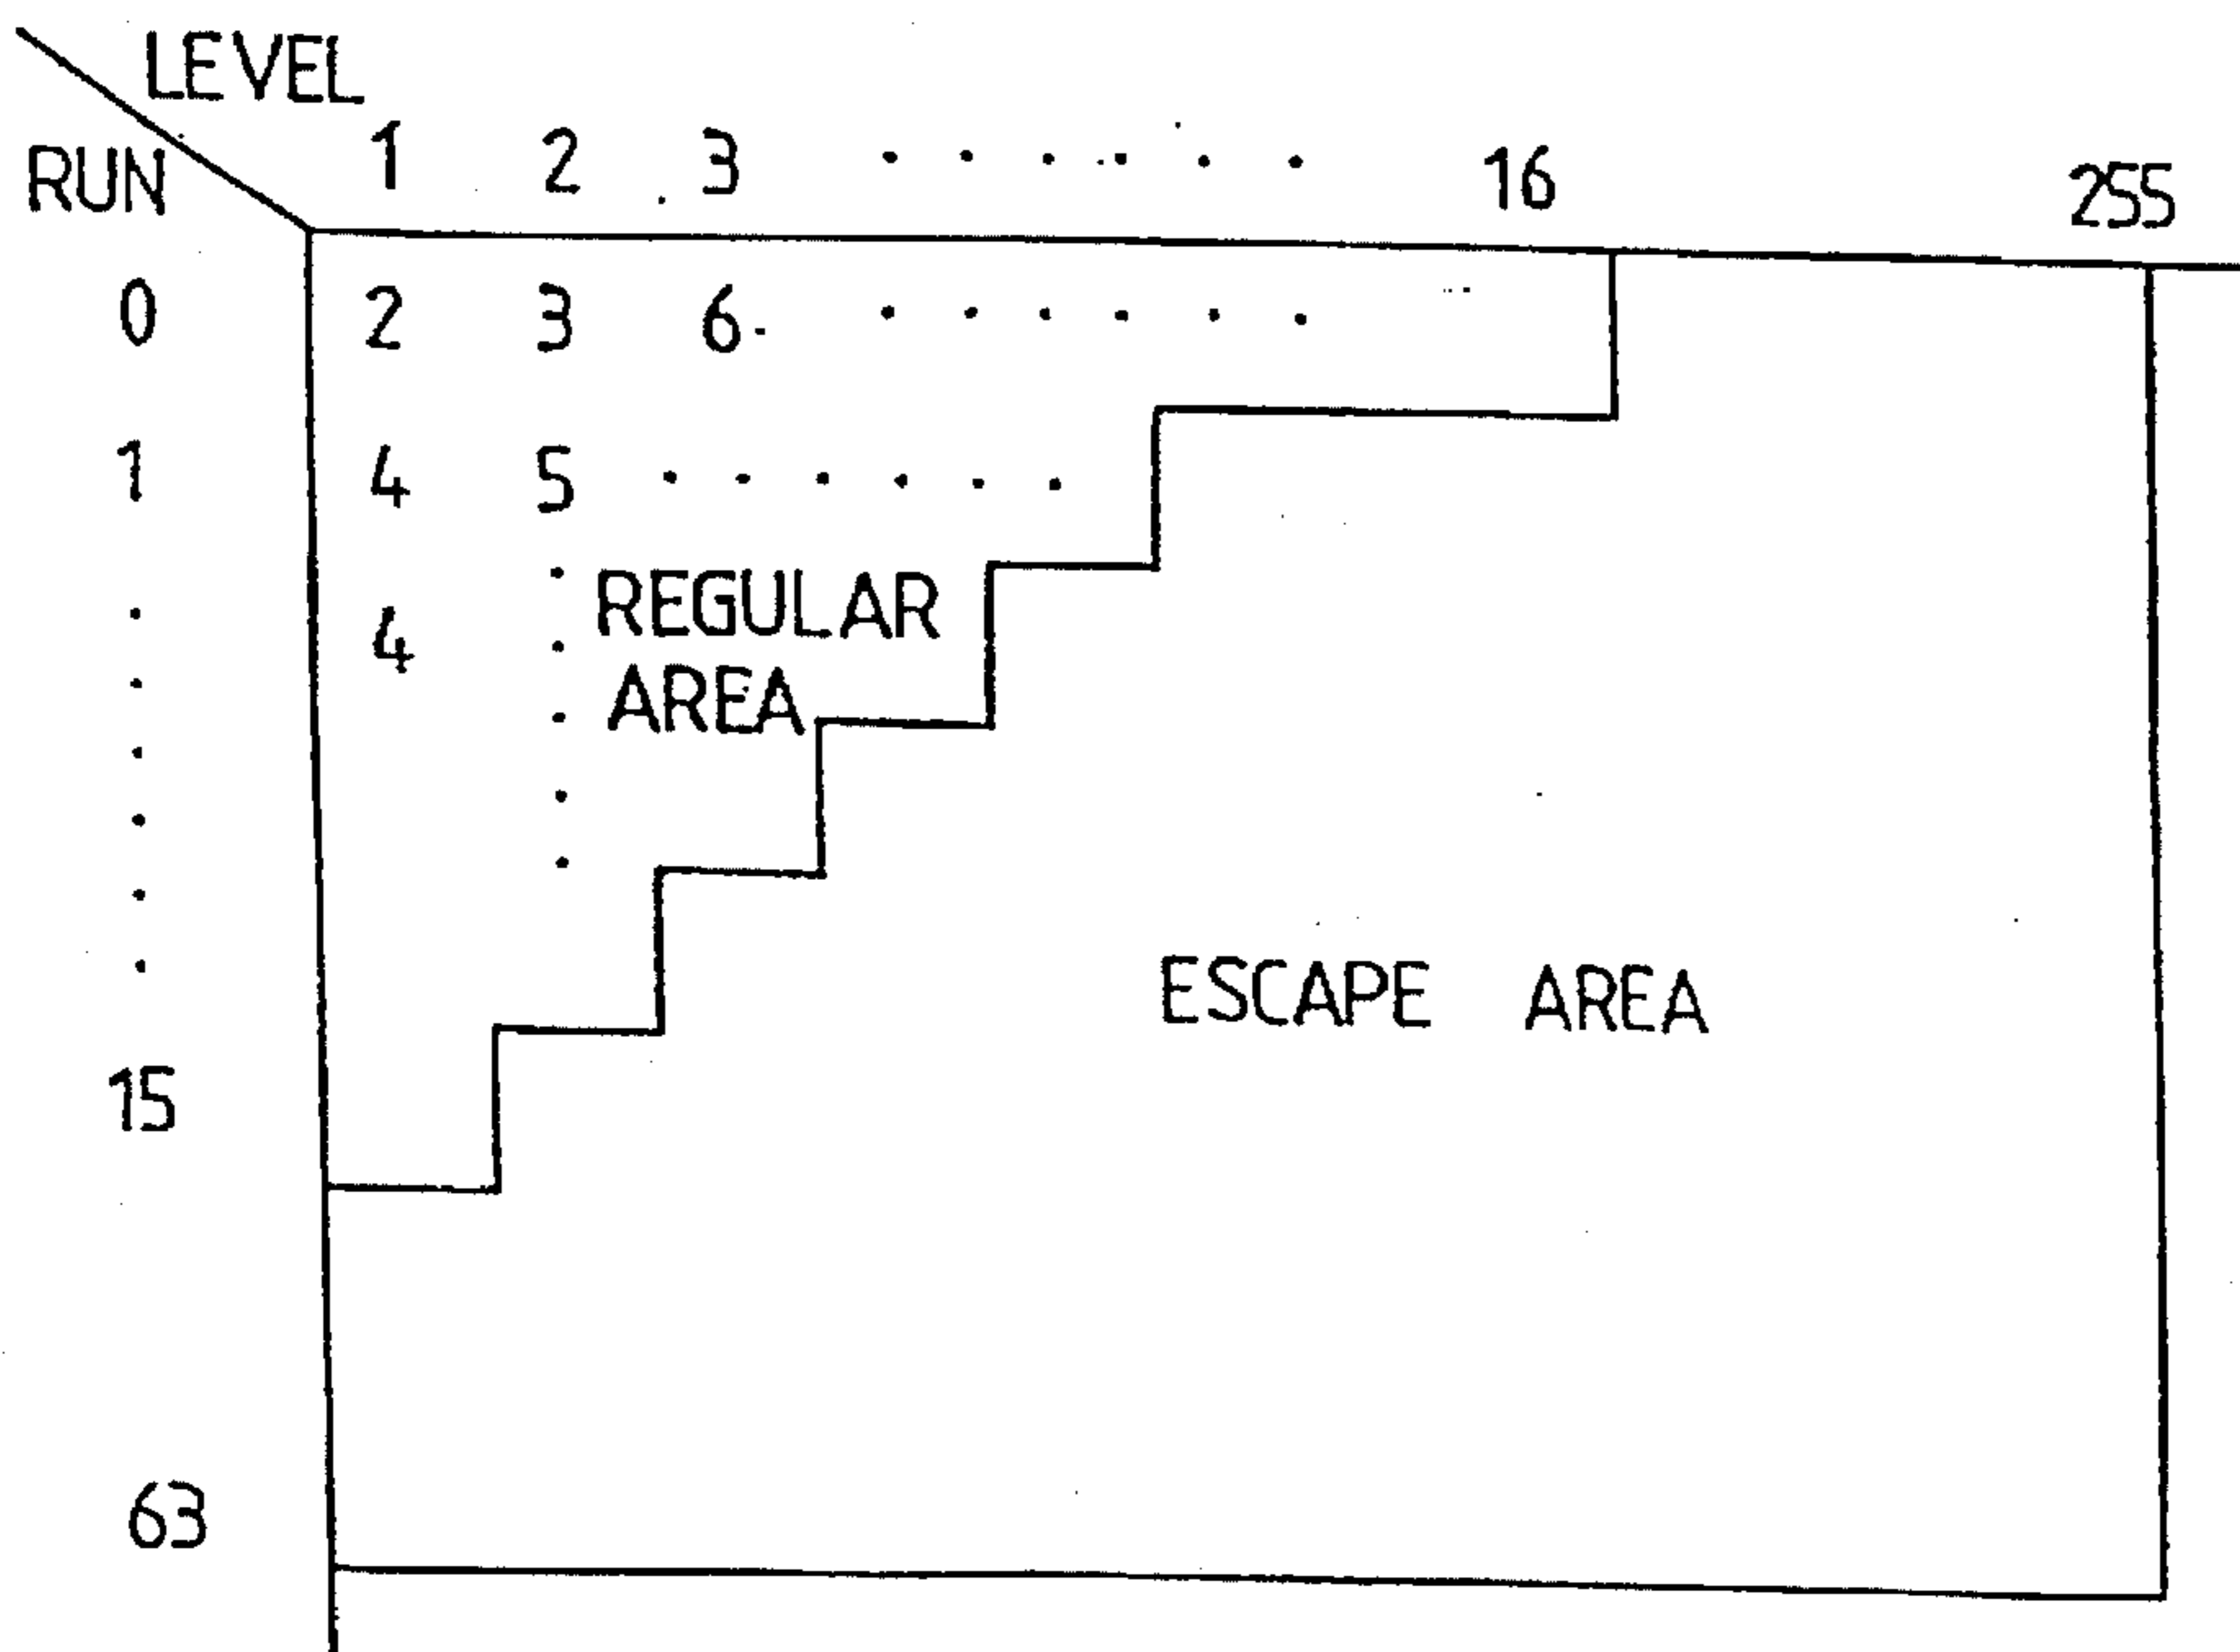 LEVEL
RUN
1 2 3 . . . . . . 16 255
0 2 3 6 . . . . . .
1 4 5 . . . . . .
4
REGULAR
AREA
ESCAPE AREA
15
63